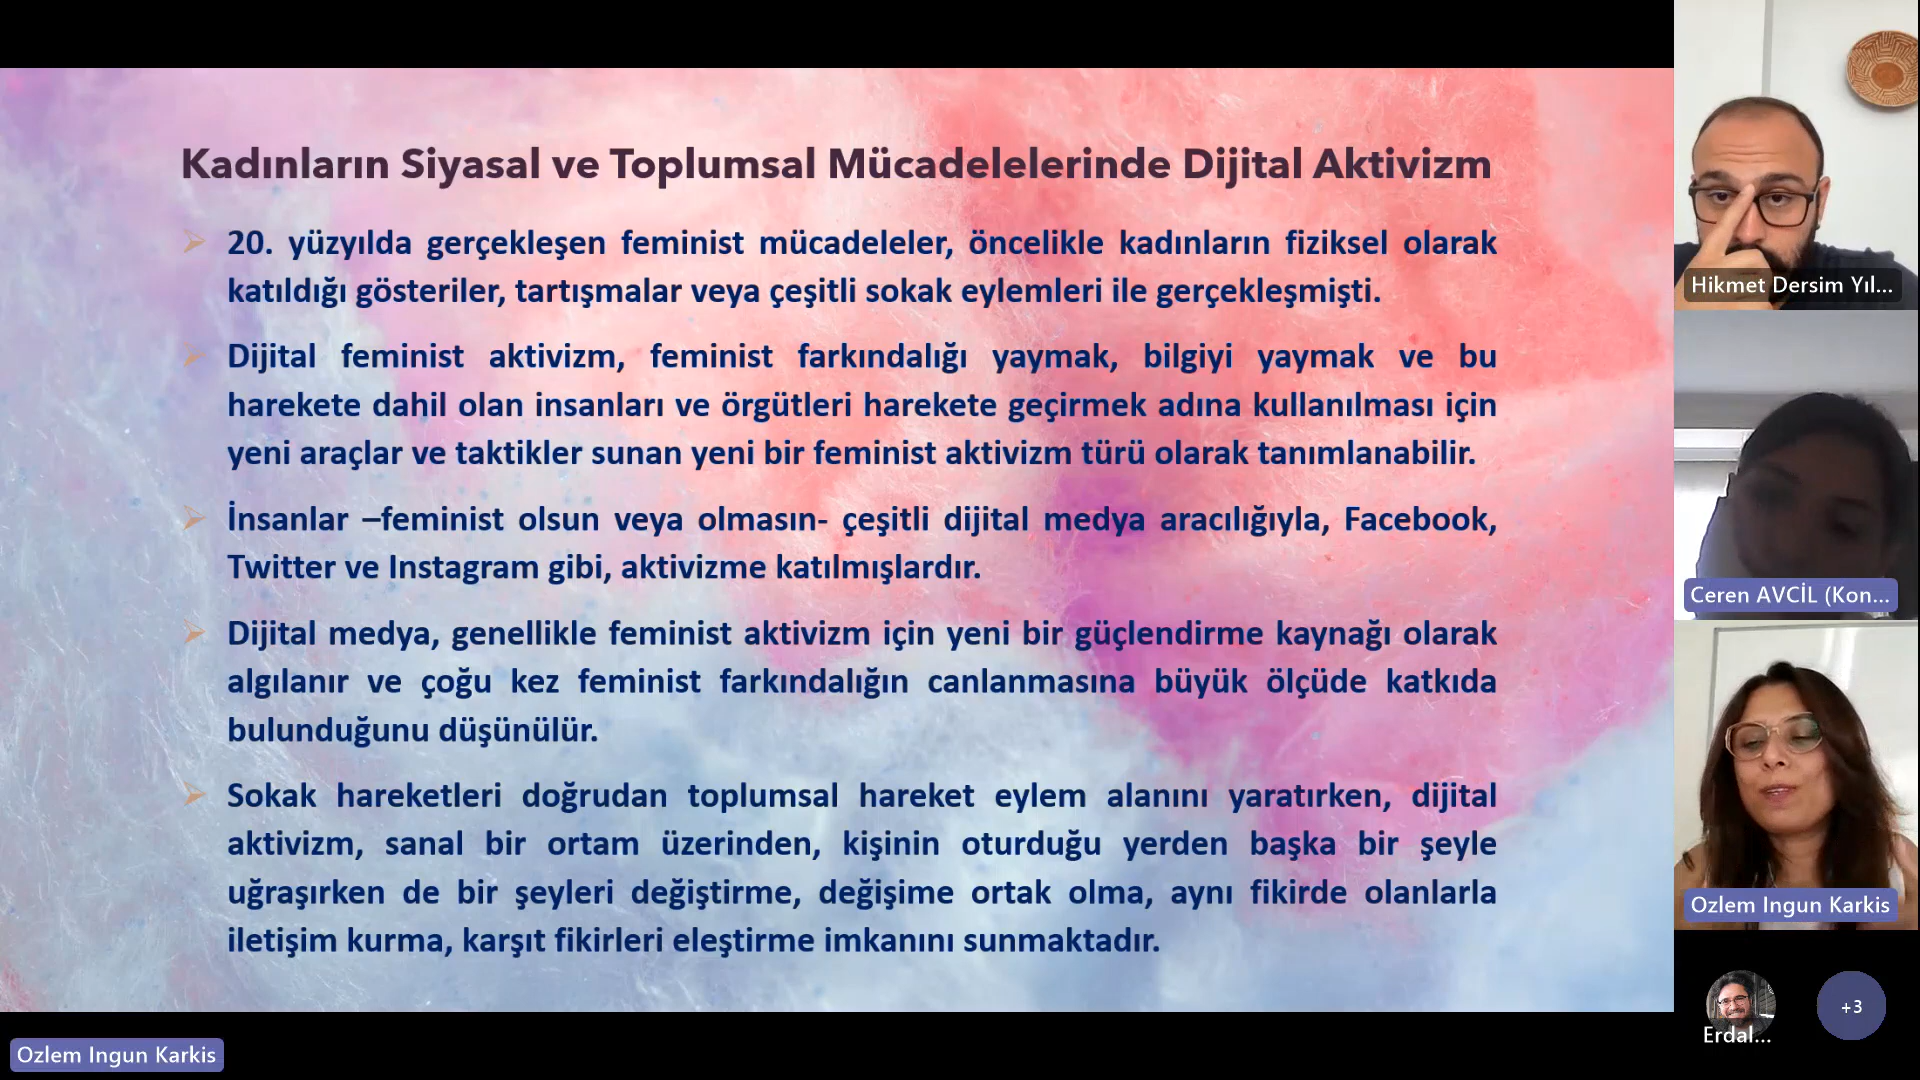 Kadınların Siyasal ve Toplumsal Mücadelelerinde Dijital Aktivizm
20. yüzyılda gerçekleşen feminist mücadeleler, öncelikle kadınların fiziksel olarak
katıldığı gösteriler, tartışmalar veya çeşitli sokak eylemleri ile gerçekleşmişti.
Dijital feminist aktivizm, feminist farkındalığı yaymak, bilgiyi yaymak ve bu
harekete dahil olan insanları ve örgütleri harekete geçirmek adına kullanılması için
yeni araçlar ve taktikler sunan yeni bir feminist aktivizm türü olarak tanımlanabilir.
İnsanlar –feminist olsun veya olmasın- çeşitli dijital medya aracılığıyla, Facebook,
Twitter ve Instagram gibi, aktivizme katılmışlardır.
Dijital medya, genellikle feminist aktivizm için yeni bir güçlendirme kaynağı olarak
algılanır ve çoğu kez feminist farkındalığın canlanmasına büyük ölçüde katkıda
bulunduğunu düşünülür.
Sokak hareketleri doğrudan toplumsal hareket eylem alanını yaratırken, dijital
aktivizm, sanal bir ortam üzerinden, kişinin oturduğu yerden başka bir şeyle
uğraşırken de bir şeyleri değiştirme, değişime ortak olma, aynı fikirde olanlarla
iletişim kurma, karşıt fikirleri eleştirme imkanını sunmaktadır.
Ozlem Ingun Karkis
Hikmet Dersim Yıl...
Ceren AVCİL (Kon...
Ozlem Ingun Karkis
Erdal...
+3